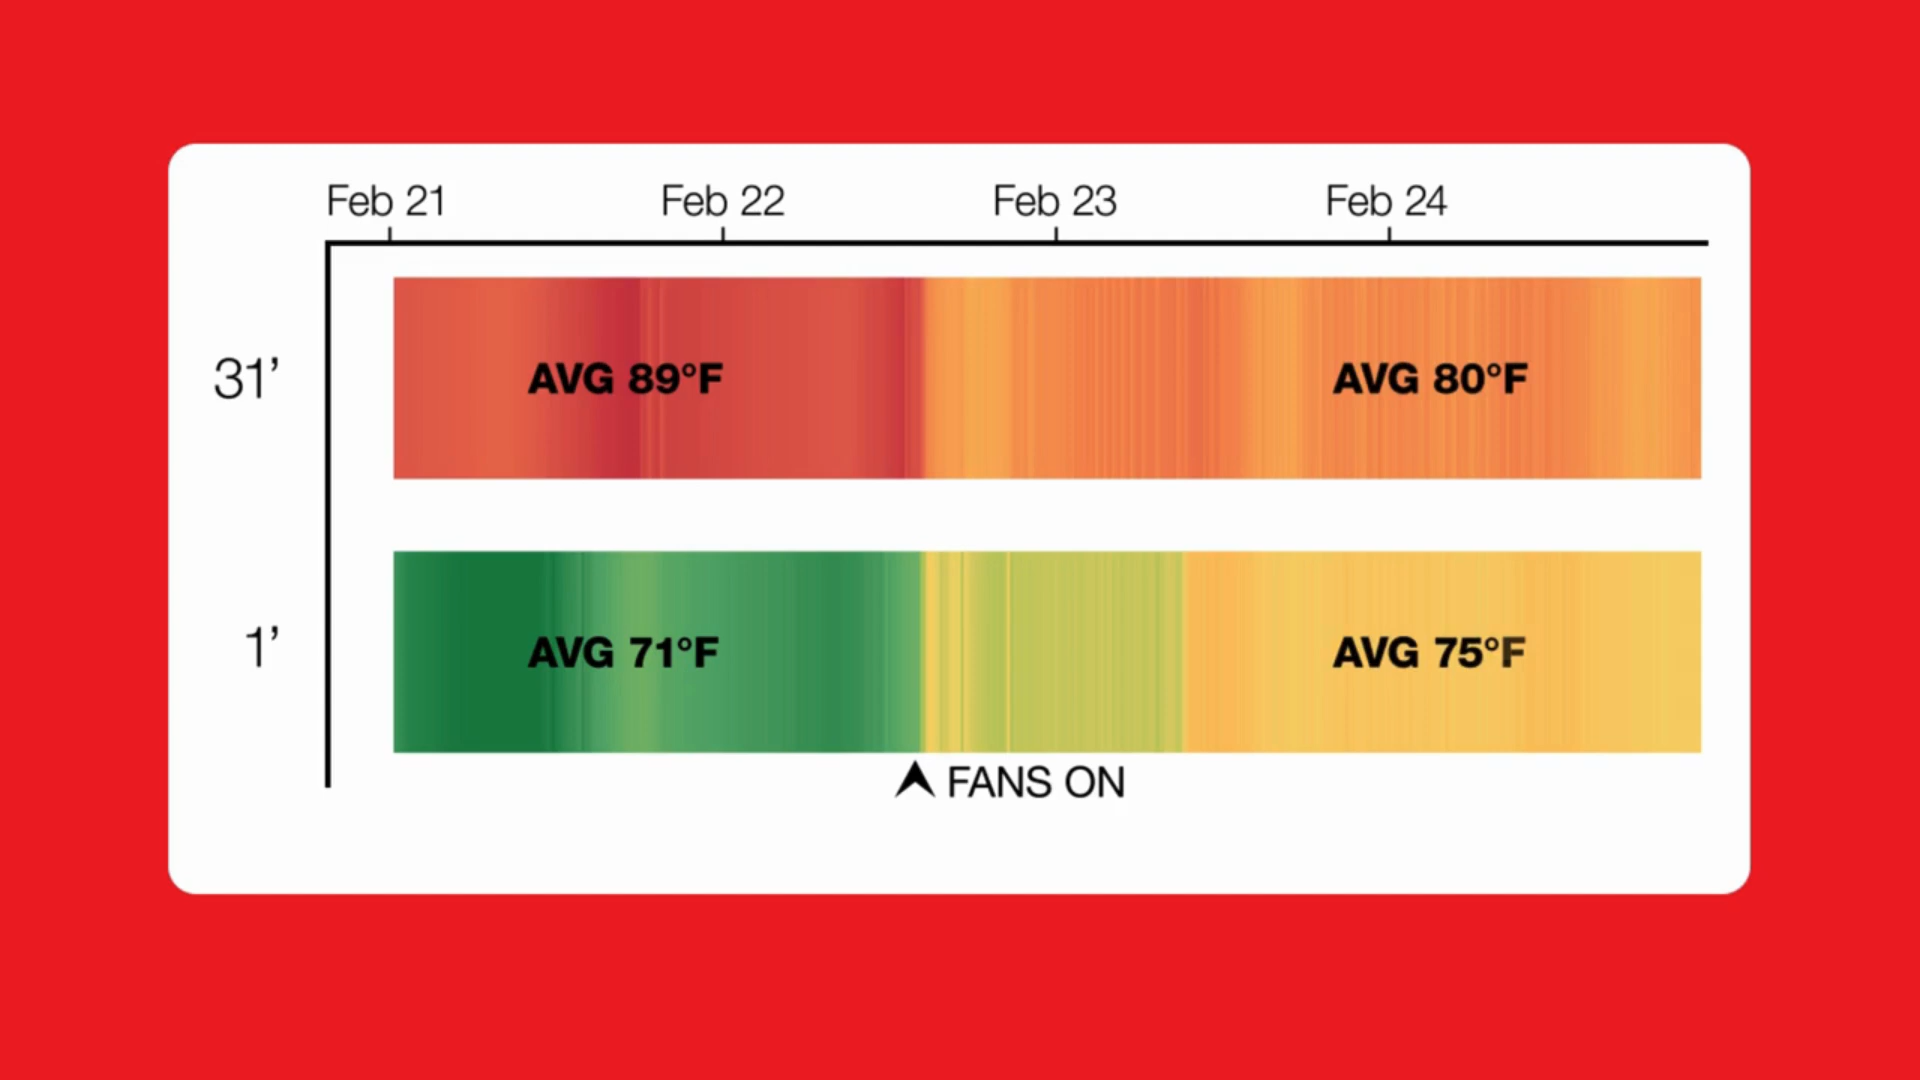 Feb 21 Feb 22 Feb 23 Feb 24
31’ AVG 89°F AVG 80°F
1’ AVG 71°F AVG 75°F
FANS ON